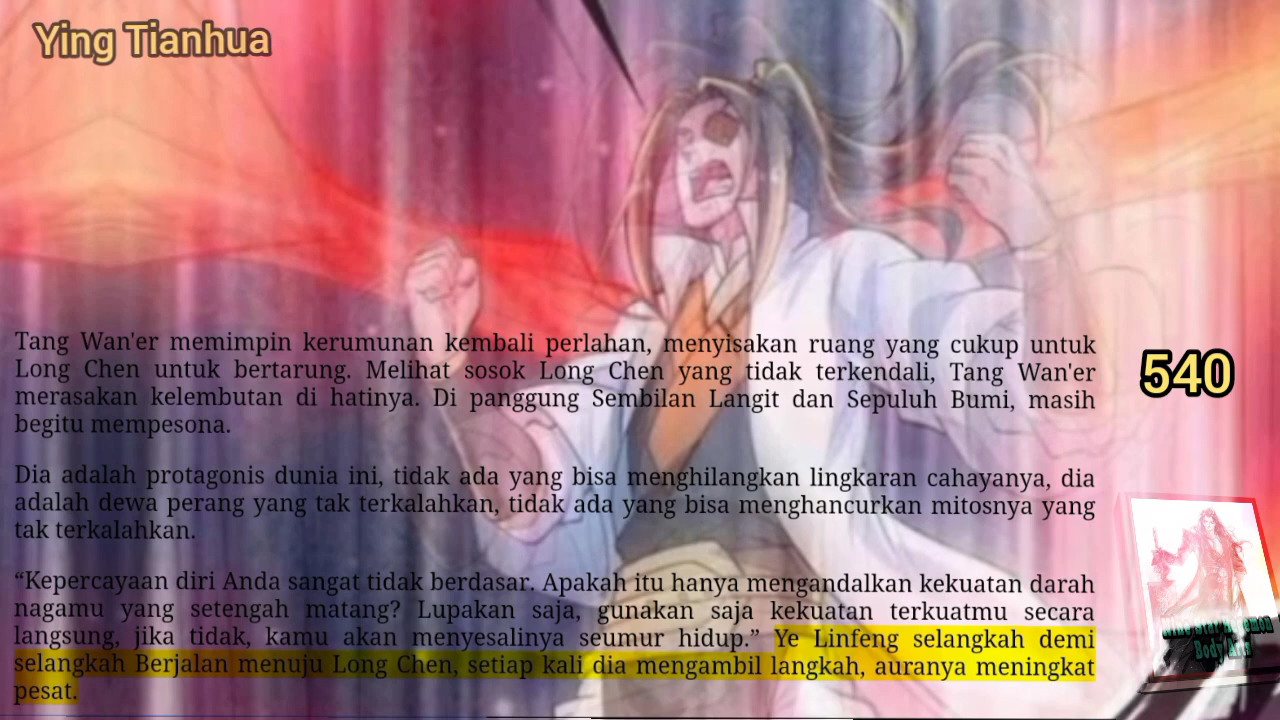 Ying Tianhua
Tang Wan'er memimpin kerumunan kembali perlahan, menyisakan ruang yang cukup untuk
Long Chen untuk bertarung. Melihat sosok Long Chen yang tidak terkendali, Tang Wan'er
merasakan kelembutan di hatinya. Di panggung Sembilan Langit dan Sepuluh Bumi, masih
begitu mempesona.
540
Dia adalah protagonis dunia ini, tidak ada yang bisa menghilangkan lingkaran cahayanya, dia
adalah dewa perang yang tak terkalahkan, tidak ada yang bisa menghancurkan mitosnya yang
tak terkalahkan.
“Kepercayaan diri Anda sangat tidak berdasar. Apakah itu hanya mengandalkan kekuatan darah
nagamu yang setengah matang? Lupakan saja, gunakan saja kekuatan terkuatmu secara
langsung, jika tidak, kamu akan menyesalinya seumur hidup.” Ye Linfeng selangkah demi
selangkah Berjalan menuju Long Chen, setiap kali dia mengambil langkah, auranya meningkat
pesat.
Body Arts